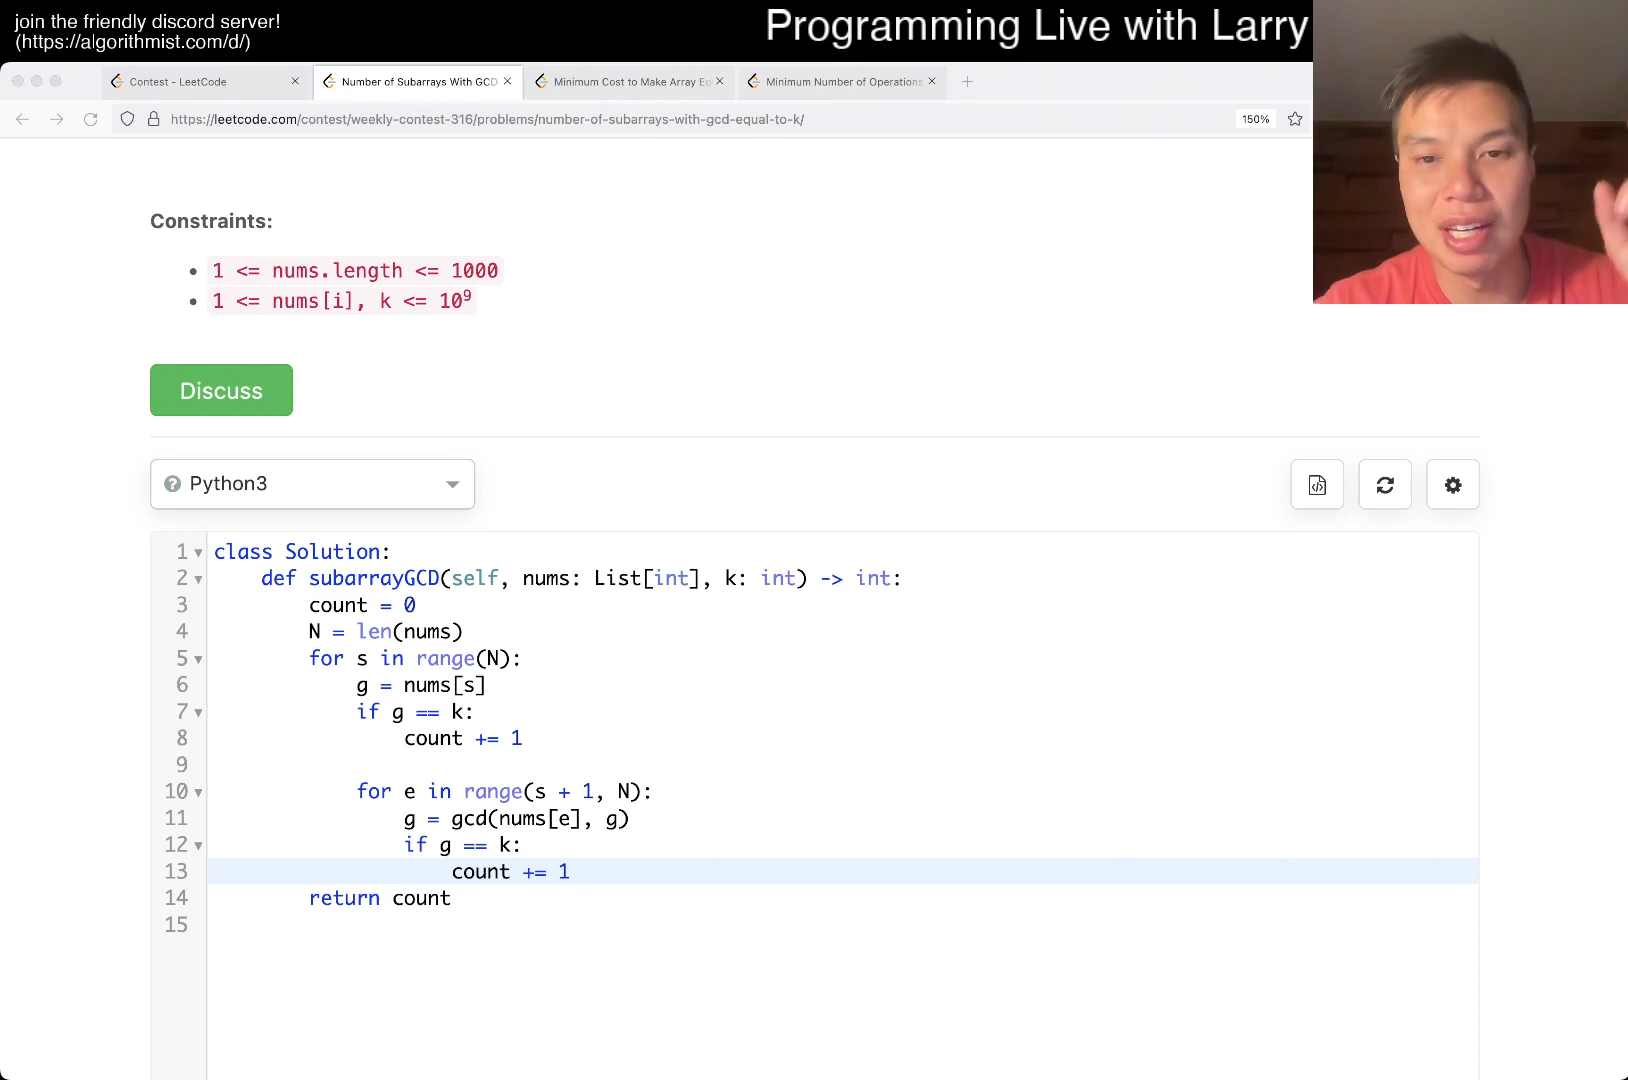 join the friendly discord server!
(https://algorithmist.com/d/)
Programming Live with Larry
Contest - LeetCode
Number of Subarrays With GCD
Minimum Cost to Make Array Eq
Minimum Number of Operations
https://leetcode.com/contest/weekly-contest-316/problems/number-of-subarrays-with-gcd-equal-to-k/
150%
Constraints:
• 1 <= nums.length <= 1000
• 1 <= nums[i], k <= 10⁹
Discuss
Python3
1 class Solution:
2     def subarrayGCD(self, nums: List[int], k: int) -> int:
3         count = 0
4         N = len(nums)
5         for s in range(N):
6             g = nums[s]
7             if g == k:
8                 count += 1
9
10             for e in range(s + 1, N):
11                 g = gcd(nums[e], g)
12                 if g == k:
13                     count += 1
14         return count
15